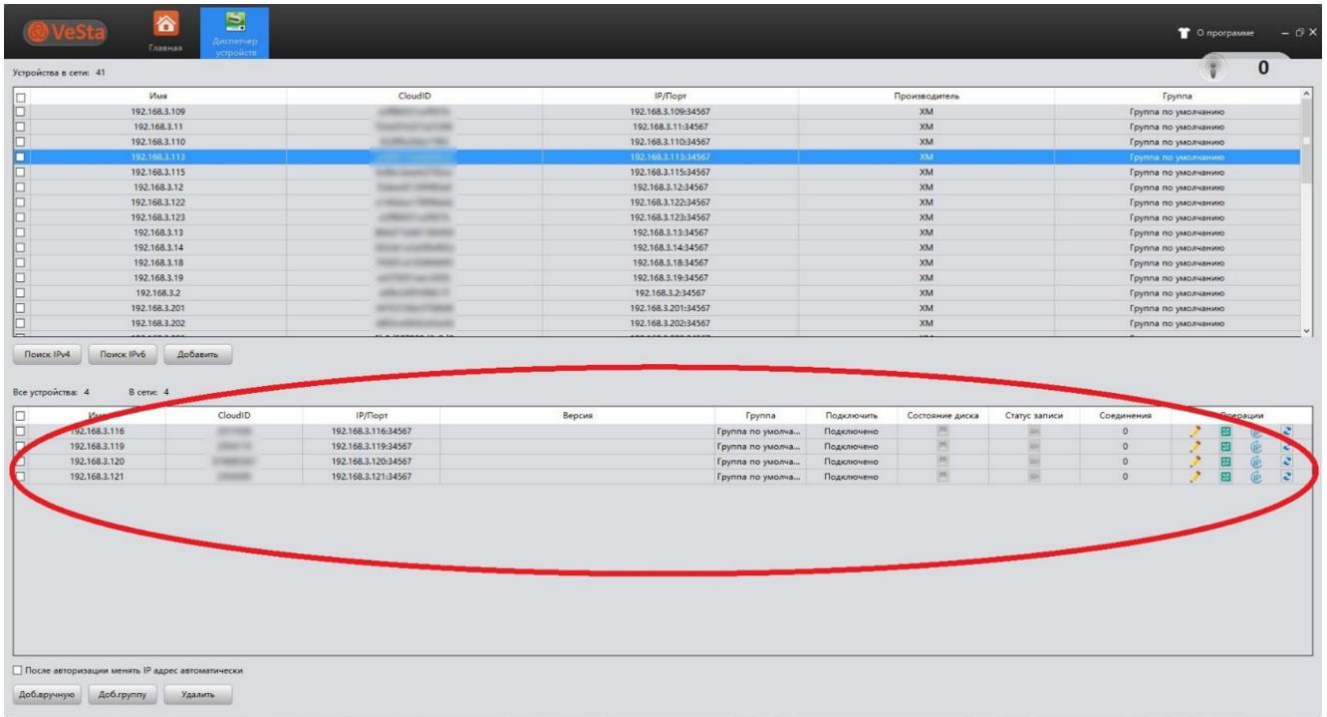 VeSta
Главная
Диспетчер устройств
О программе
0
Устройства в сети: 41
Имя CloudID IP/Порт Производитель Группа
192.168.3.109 192.168.3.109:34567 XM Группа по умолчанию
192.168.3.11 192.168.3.11:34567 XM Группа по умолчанию
192.168.3.110 192.168.3.110:34567 XM Группа по умолчанию
192.168.3.113 192.168.3.113:34567 XM Группа по умолчанию
192.168.3.115 192.168.3.115:34567 XM Группа по умолчанию
192.168.3.12 192.168.3.12:34567 XM Группа по умолчанию
192.168.3.122 192.168.3.122:34567 XM Группа по умолчанию
192.168.3.123 192.168.3.123:34567 XM Группа по умолчанию
192.168.3.13 192.168.3.13:34567 XM Группа по умолчанию
192.168.3.14 192.168.3.14:34567 XM Группа по умолчанию
192.168.3.18 192.168.3.18:34567 XM Группа по умолчанию
192.168.3.19 192.168.3.19:34567 XM Группа по умолчанию
192.168.3.2 192.168.3.2:34567 XM Группа по умолчанию
192.168.3.201 192.168.3.201:34567 XM Группа по умолчанию
192.168.3.202 192.168.3.202:34567 XM Группа по умолчанию
Поиск IPv4 Поиск IPv6 Добавить
Все устройства: 4 В сети: 4
CloudID IP/Порт Версия Группа Подключить Состояние диска Статус записи Соединения Операции
192.168.3.116 192.168.3.116:34567 Группа по умолча... Подключено 0
192.168.3.119 192.168.3.119:34567 Группа по умолча... Подключено 0
192.168.3.120 192.168.3.120:34567 Группа по умолча... Подключено 0
192.168.3.121 192.168.3.121:34567 Группа по умолча... Подключено 0
После авторизации менять IP адрес автоматически
Доб.вручную Доб.группу Удалить